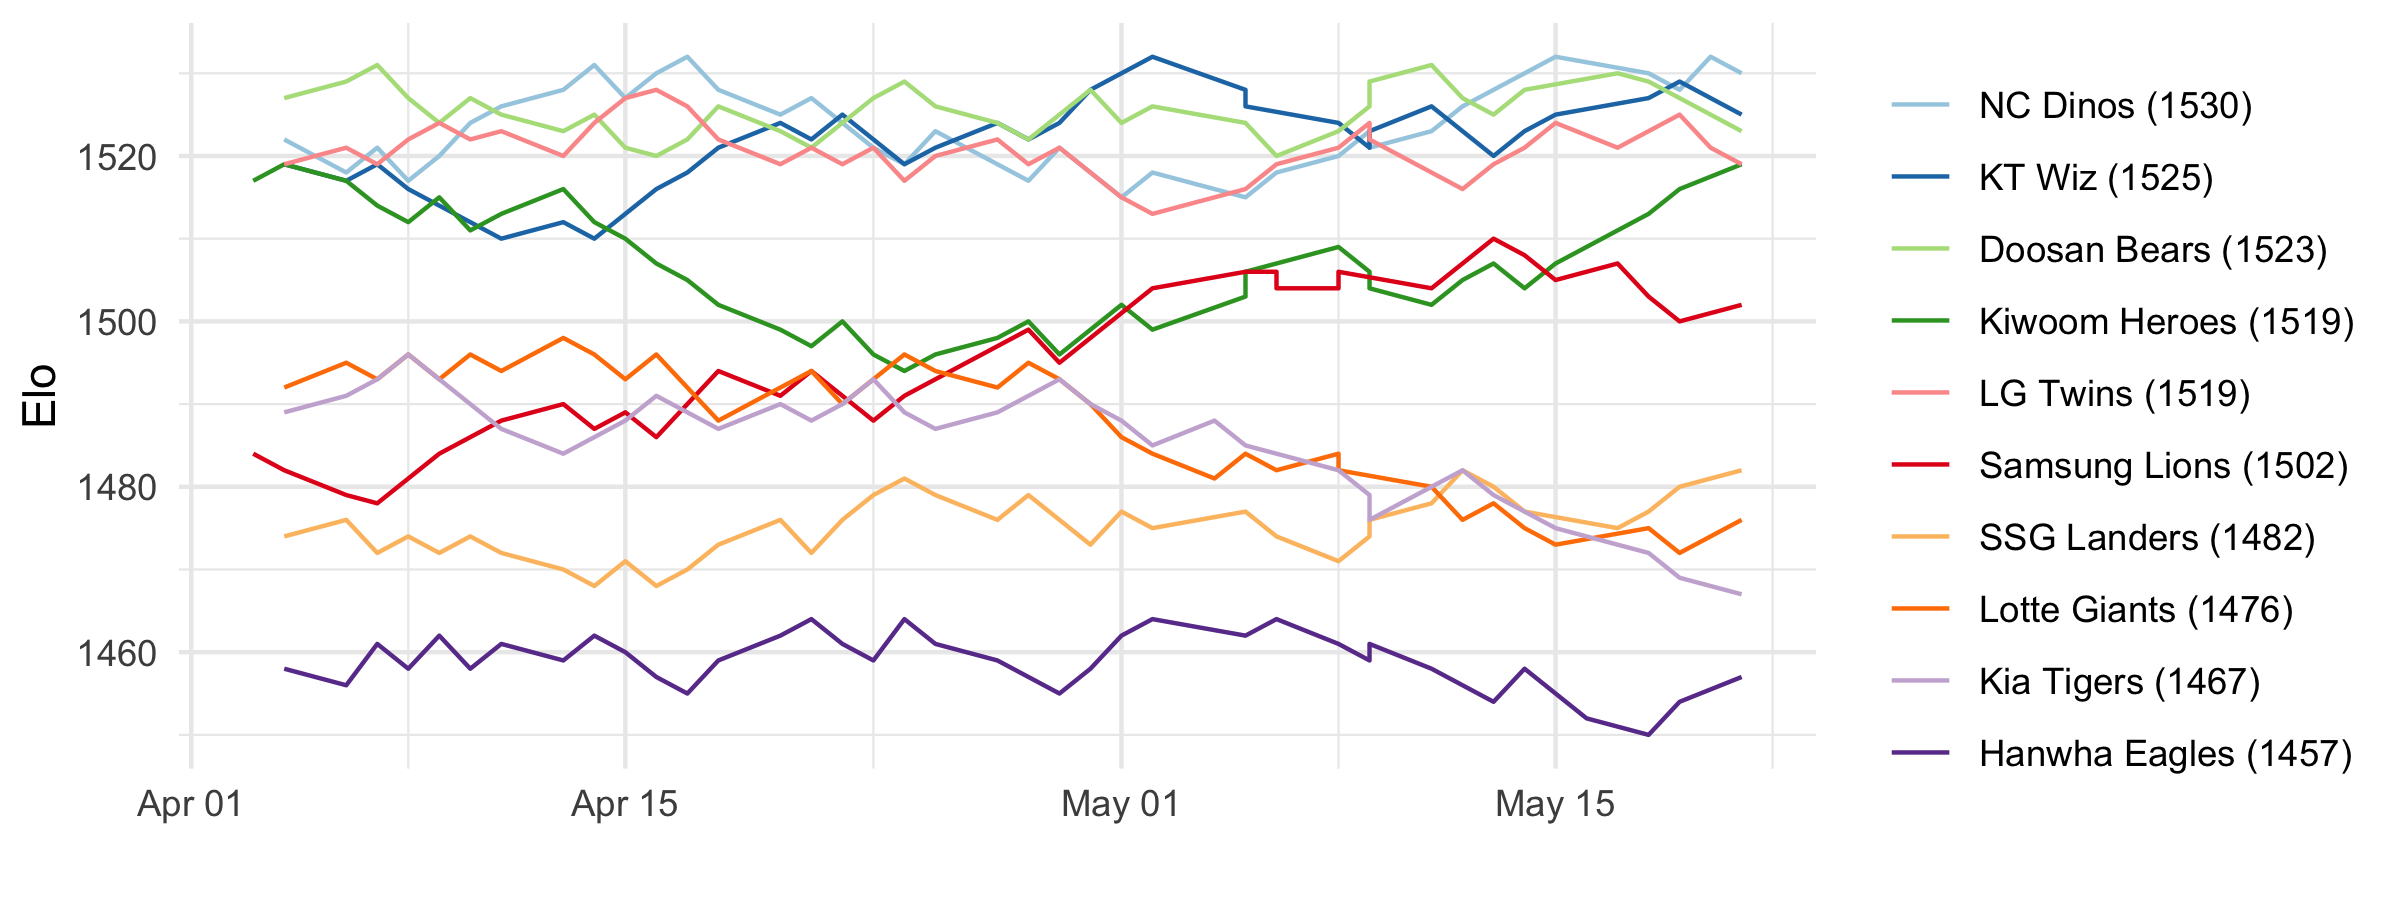 Elo
1520
1500
1480
1460
Apr 01
Apr 15
May 01
May 15
NC Dinos (1530)
KT Wiz (1525)
Doosan Bears (1523)
Kiwoom Heroes (1519)
LG Twins (1519)
Samsung Lions (1502)
SSG Landers (1482)
Lotte Giants (1476)
Kia Tigers (1467)
Hanwha Eagles (1457)